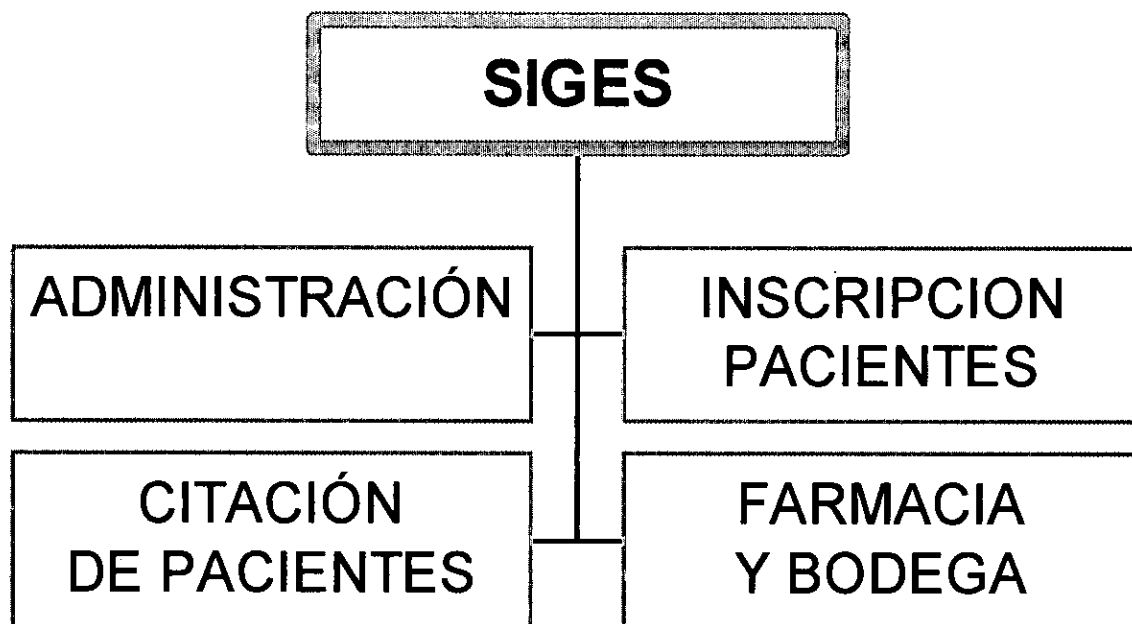 SIGES
ADMINISTRACIÓN
INSCRIPCION
PACIENTES
CITACIÓN
DE PACIENTES
FARMACIA
Y BODEGA